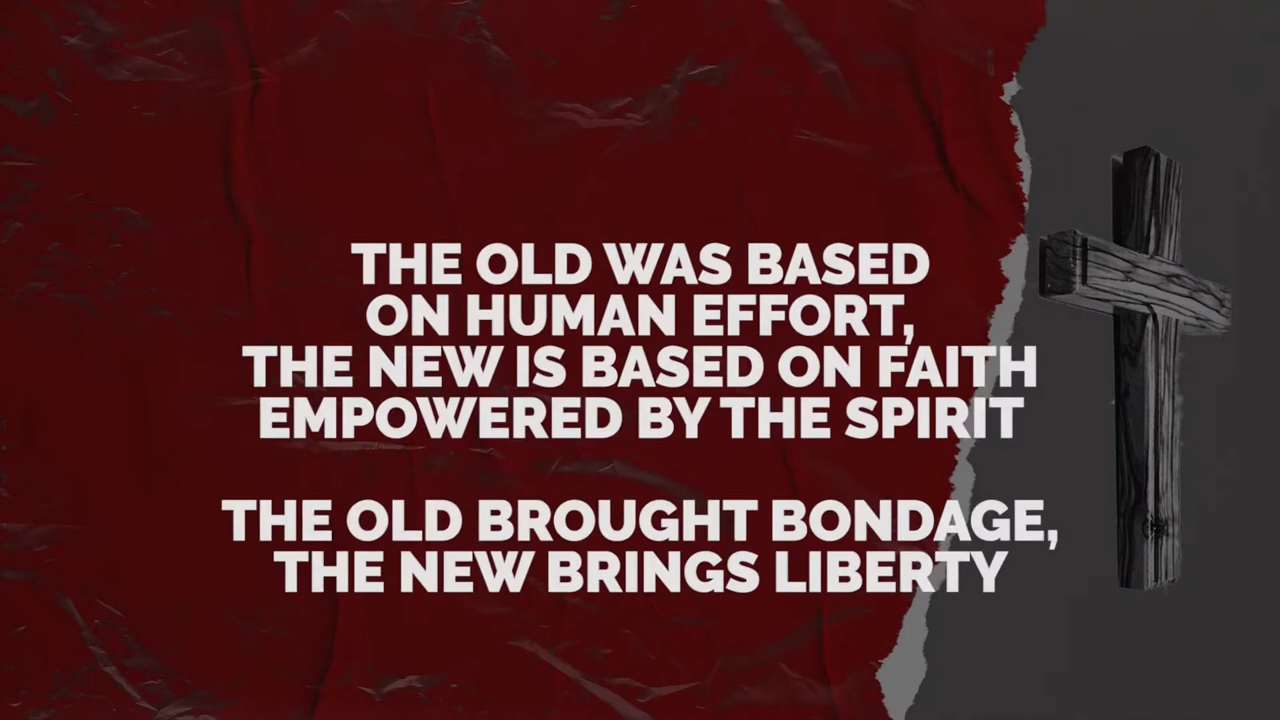 THE OLD WAS BASED
ON HUMAN EFFORT,
THE NEW IS BASED ON FAITH
EMPOWERED BY THE SPIRIT
THE OLD BROUGHT BONDAGE,
THE NEW BRINGS LIBERTY